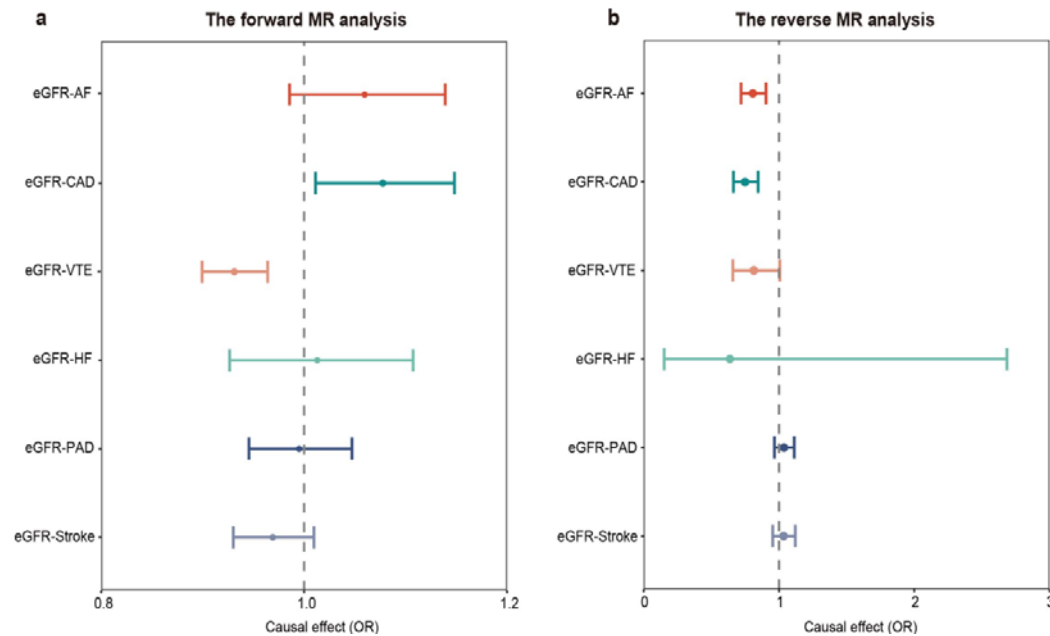 a
The forward MR analysis
eGFR-AF
eGFR-CAD
eGFR-VTE
eGFR-HF
eGFR-PAD
eGFR-Stroke
0.8
1.0
1.2
Causal effect (OR)
b
The reverse MR analysis
eGFR-AF
eGFR-CAD
eGFR-VTE
eGFR-HF
eGFR-PAD
eGFR-Stroke
0
1
2
3
Causal effect (OR)